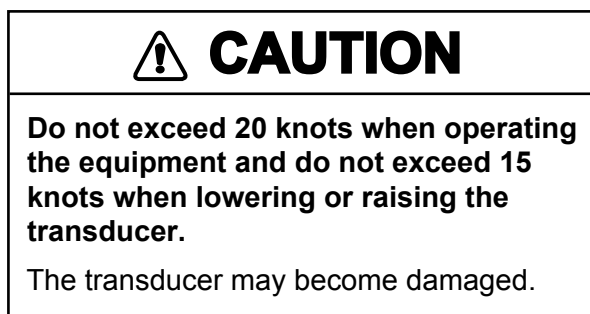 CAUTION
Do not exceed 20 knots when operating
the equipment and do not exceed 15
knots when lowering or raising the
transducer.
The transducer may become damaged.